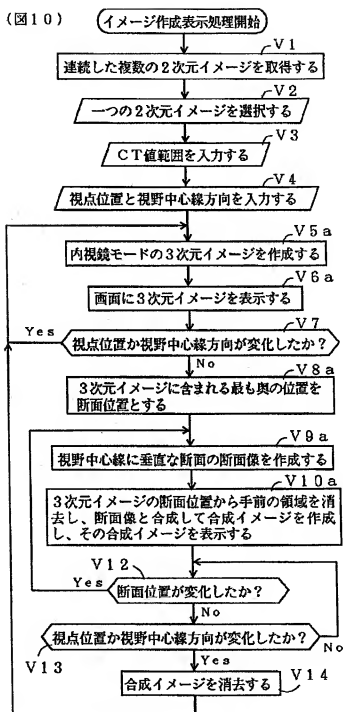 (図10)
イメージ作成表示処理開始
V1
連続した複数の2次元イメージを取得する
V2
一つの2次元イメージを選択する
V3
CT値範囲を入力する
V4
視点位置と視野中心線方向を入力する
V5a
内視鏡モードの3次元イメージを作成する
V6a
画面に3次元イメージを表示する
Yes
V7
視点位置か視野中心線方向が変化したか?
No
V8a
3次元イメージに含まれる最も奥の位置を
断面位置とする
V9a
視野中心線に垂直な断面の断面像を作成する
V10a
3次元イメージの断面位置から手前の領域を消
去し、断面像と合成して合成イメージを作成
し、その合成イメージを表示する
V12
Yes
断面位置が変化したか?
No
視点位置か視野中心線方向が変化したか?
No
V13
Yes
V14
合成イメージを消去する